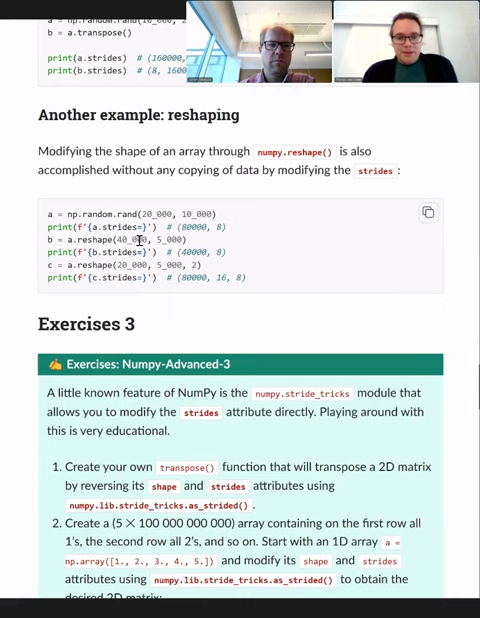 a = np.random.rand(10_000, 2
b = a.transpose()
print(a.strides) # (160000,
print(b.strides) # (8, 1600
Another example: reshaping
Modifying the shape of an array through numpy.reshape() is also
accomplished without any copying of data by modifying the strides :
a = np.random.rand(20_000, 10_000)
print(f'{a.strides=}') # (80000, 8)
b = a.reshape(40_000, 5_000)
print(f'{b.strides=}') # (40000, 8)
c = a.reshape(20_000, 5_000, 2)
print(f'{c.strides=}') # (80000, 16, 8)
Exercises 3
✍️ Exercises: Numpy-Advanced-3
A little known feature of NumPy is the numpy.stride_tricks module that
allows you to modify the strides attribute directly. Playing around with
this is very educational.
1. Create your own transpose() function that will transpose a 2D matrix
by reversing its shape and strides attributes using
numpy.lib.stride_tricks.as_strided() .
2. Create a (5 × 100 000 000 000) array containing on the first row all
1's, the second row all 2's, and so on. Start with an 1D array a =
np.array([1., 2., 3., 4., 5.]) and modify its shape and strides
attributes using numpy.lib.stride_tricks.as_strided() to obtain the
desired 2D matrix: